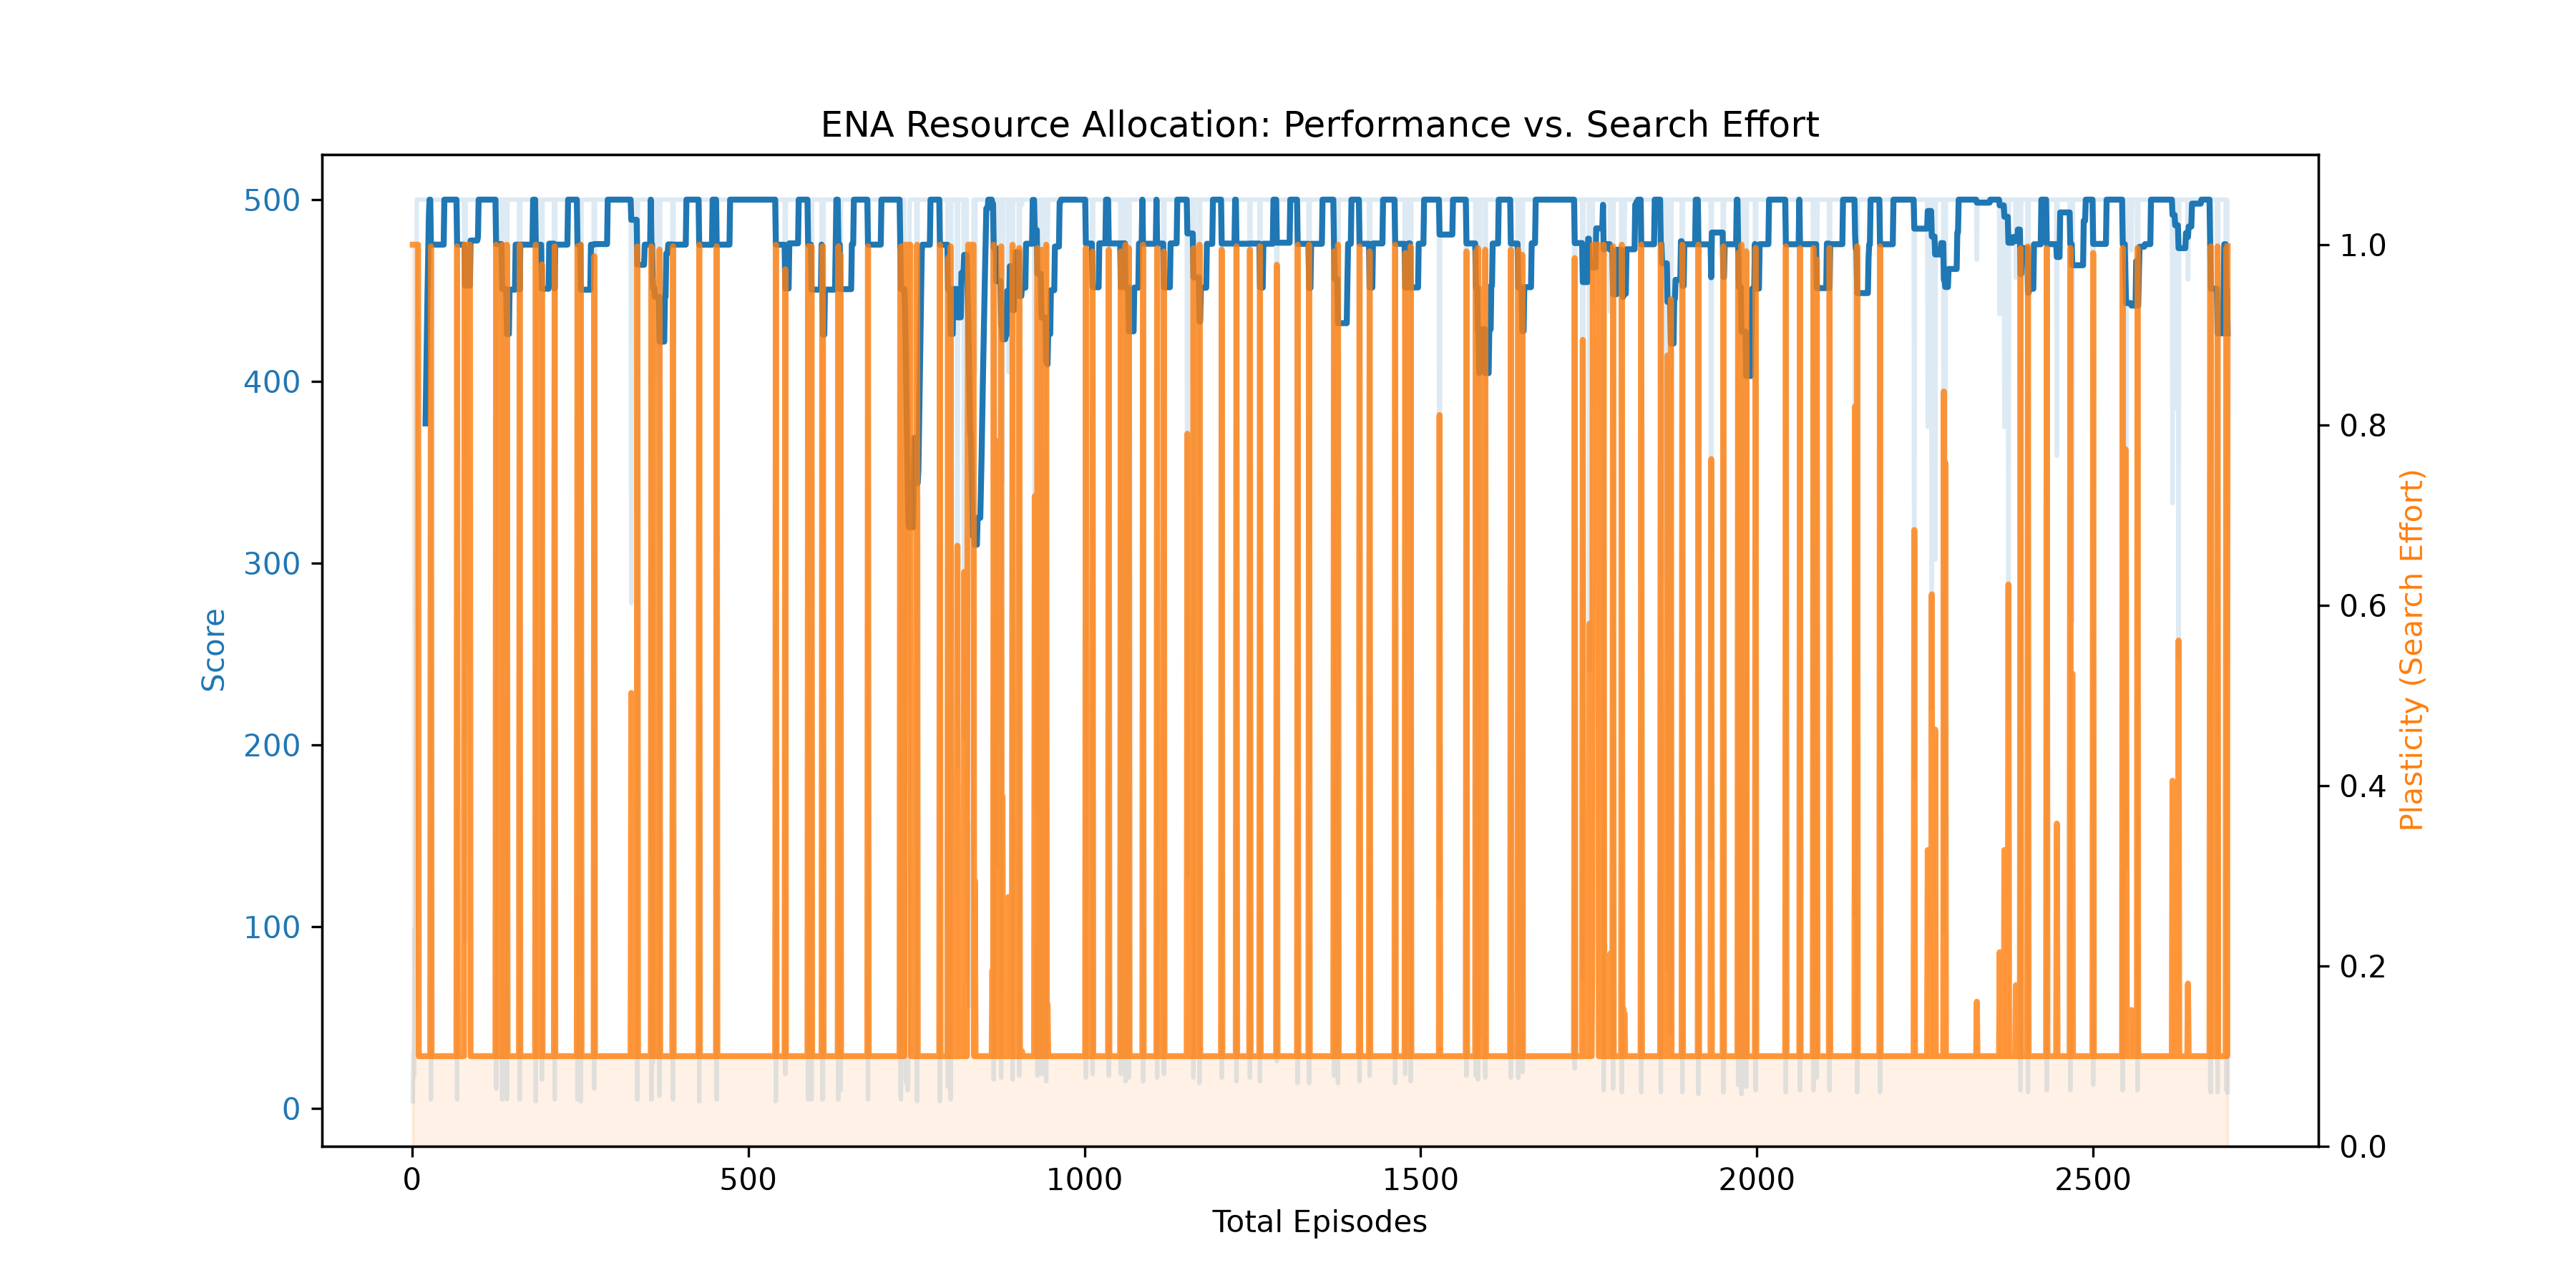 ENA Resource Allocation: Performance vs. Search Effort
500
400
300
200
100
0
Score
1.0
0.8
0.6
0.4
0.2
0.0
Plasticity (Search Effort)
0 500 1000 1500 2000 2500
Total Episodes